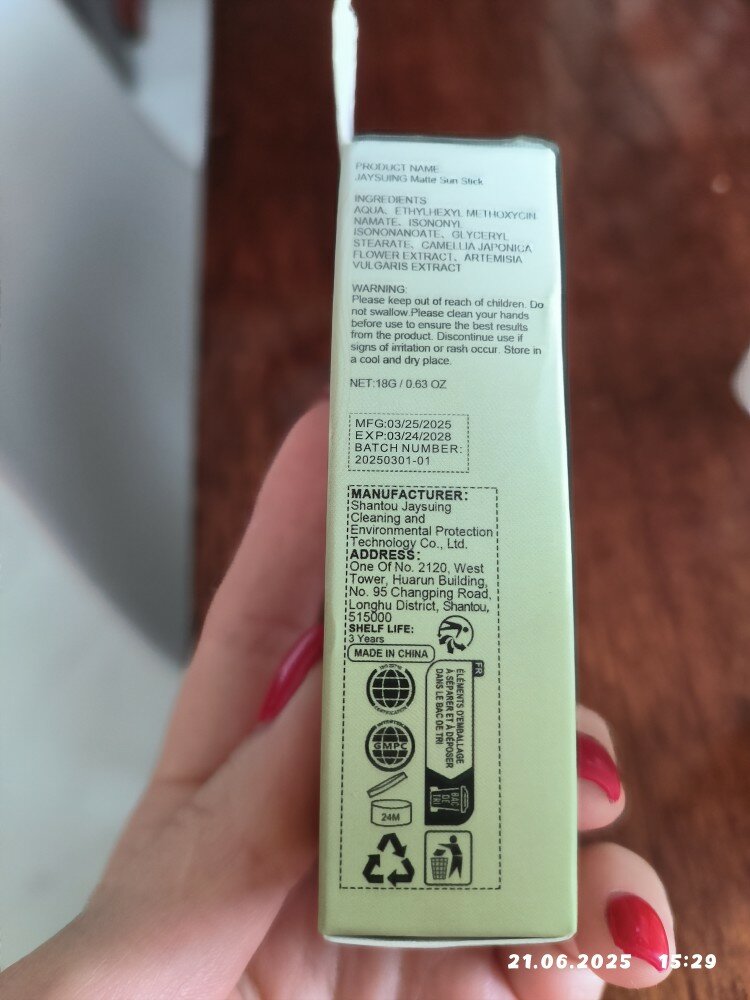 PRODUCT NAME:
JAYSUING Matte Sun Stick
INGREDIENTS
AQUA、ETHYLHEXYL METHOXYCIN
NAMATE、ISONONYL
ISONONANOATE、GLYCERYL
STEARATE、CAMELLIA JAPONICA
FLOWER EXTRACT、ARTEMISIA
VULGARIS EXTRACT
WARNING:
Please keep out of reach of children. Do
not swallow.Please clean your hands
before use to ensure the best results
from the product. Discontinue use if
signs of irritation or rash occur. Store in
a cool and dry place.
NET:18G / 0.63 OZ
MFG:03/25/2025
EXP:03/24/2028
BATCH NUMBER:
20250301-01
MANUFACTURER:
Shantou Jaysuing
Cleaning and
Environmental Protection
Technology Co., Ltd.
ADDRESS:
One Of No. 2120, West
Tower, Huarun Building,
No. 95 Changping Road,
Longhu District, Shantou,
515000
SHELF LIFE:
3 Years
MADE IN CHINA
CERTIFICATION
FR
ÉLÉMENTS D'EMBALLAGE
À SÉPARER ET À DÉPOSER
DANS LE BAC DE TRI
BAC
DE
TRI
GMPC
24M
21.06.2025 15:29